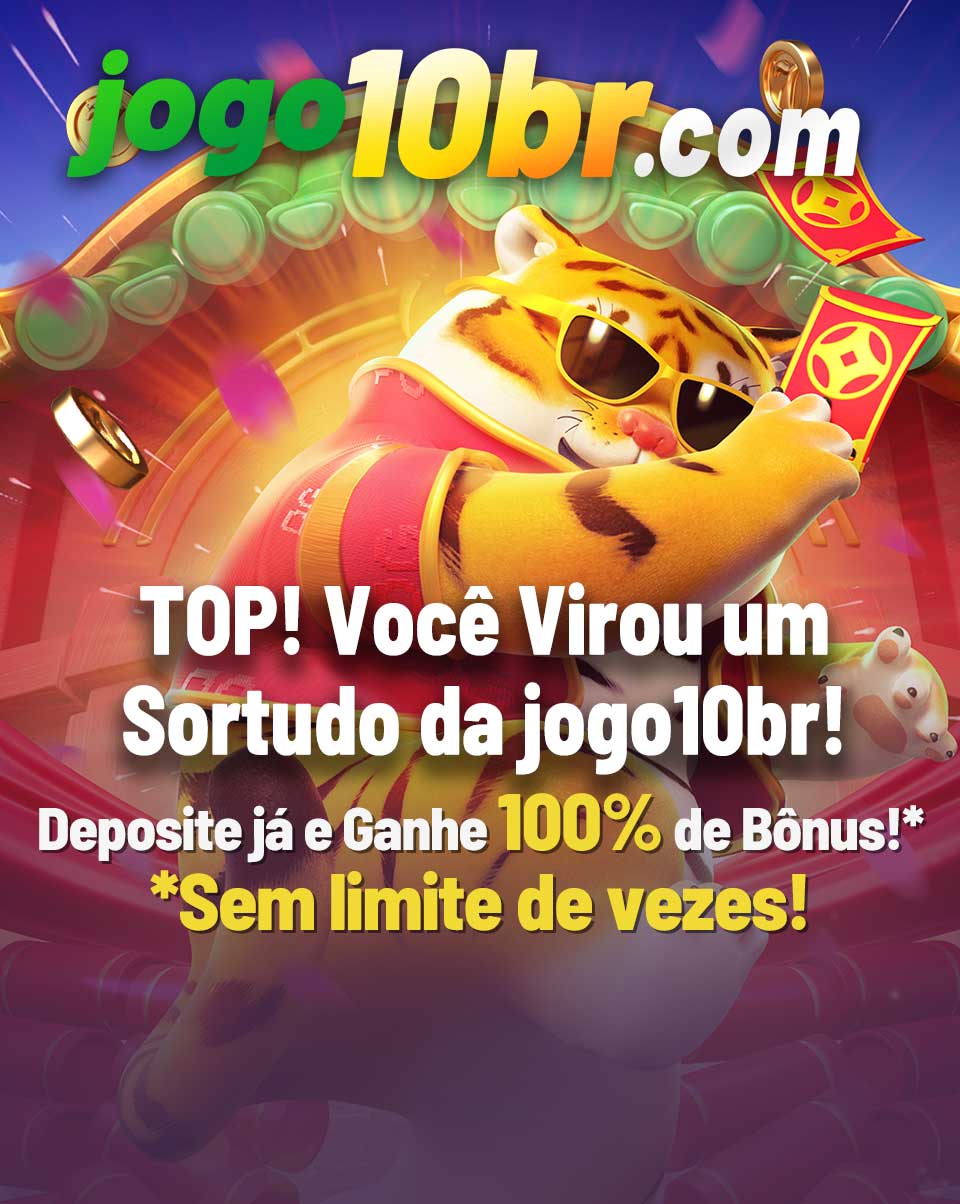 jogo10br.com
TOP! Você Virou um
Sortudo da jogo10br!
Deposite já e Ganhe 100% de Bônus!*
*Sem limite de vezes!